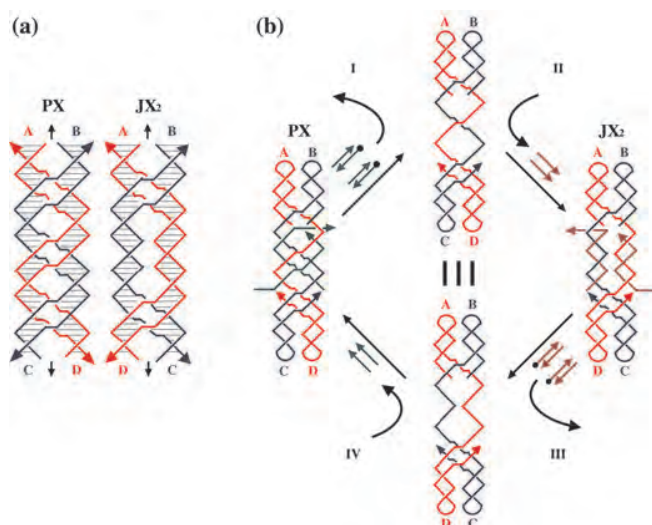 (a)
PX JX2
A B A B
C D D C
(b)
A B
I II
PX JX2
A B A B
C D
C D D C
A B
IV III
D C